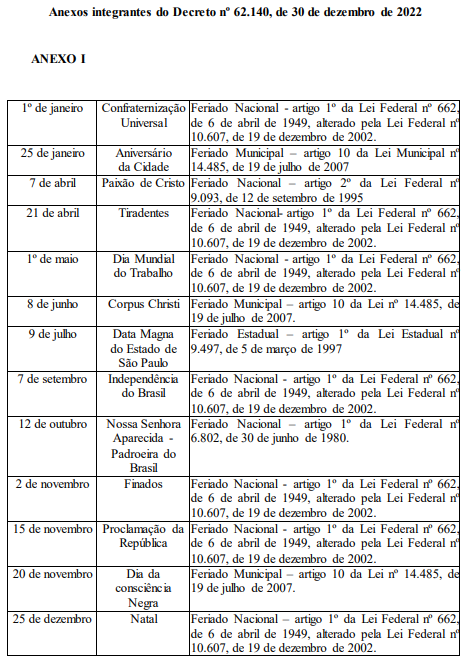 Anexos integrantes do Decreto nº 62.140, de 30 de dezembro de 2022
ANEXO I
1º de janeiro
Confraternização
Universal
Feriado Nacional - artigo 1º da Lei Federal nº 662,
de 6 de abril de 1949, alterado pela Lei Federal nº
10.607, de 19 de dezembro de 2002.
25 de janeiro
Aniversário
da Cidade
Feriado Municipal – artigo 10 da Lei Municipal nº
14.485, de 19 de julho de 2007
7 de abril
Paixão de Cristo
Feriado Nacional – artigo 2º da Lei Federal nº
9.093, de 12 de setembro de 1995
21 de abril
Tiradentes
Feriado Nacional- artigo 1º da Lei Federal nº 662,
de 6 de abril de 1949, alterado pela Lei Federal nº
10.607, de 19 de dezembro de 2002.
1º de maio
Dia Mundial
do Trabalho
Feriado Nacional - artigo 1º da Lei Federal nº 662,
de 6 de abril de 1949, alterado pela Lei Federal nº
10.607, de 19 de dezembro de 2002.
8 de junho
Corpus Christi
Feriado Municipal – artigo 10 da Lei nº 14.485, de
19 de julho de 2007.
9 de julho
Data Magna
do Estado de
São Paulo
Feriado Estadual – artigo 1º da Lei Estadual nº
9.497, de 5 de março de 1997
7 de setembro
Independência
do Brasil
Feriado Nacional - artigo 1º da Lei Federal nº 662,
de 6 de abril de 1949, alterado pela Lei Federal nº
10.607, de 19 de dezembro de 2002.
12 de outubro
Nossa Senhora
Aparecida -
Padroeira do
Brasil
Feriado Nacional – artigo 1º da Lei Federal nº
6.802, de 30 de junho de 1980.
2 de novembro
Finados
Feriado Nacional - artigo 1º da Lei Federal nº 662,
de 6 de abril de 1949, alterado pela Lei Federal nº
10.607, de 19 de dezembro de 2002.
15 de novembro
Proclamação da
República
Feriado Nacional - artigo 1º da Lei Federal nº 662,
de 6 de abril de 1949, alterado pela Lei Federal nº
10.607, de 19 de dezembro de 2002.
20 de novembro
Dia da
consciência
Negra
Feriado Municipal – artigo 10 da Lei nº 14.485, de
19 de julho de 2007.
25 de dezembro
Natal
Feriado Nacional – artigo 1º da Lei Federal nº 662,
de 6 de abril de 1949, alterado pela Lei Federal nº
10.607, de 19 de dezembro de 2002.